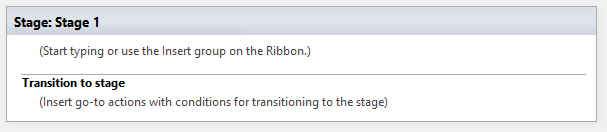 Stage: Stage 1
(Start typing or use the Insert group on the Ribbon.)
Transition to stage
(Insert go-to actions with conditions for transitioning to the stage)